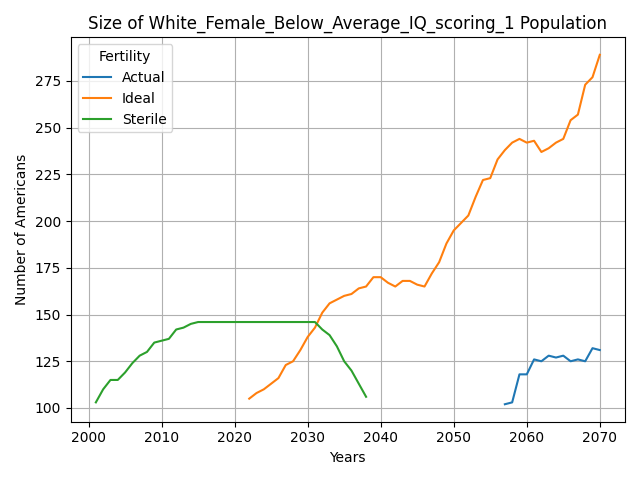 Size of White_Female_Below_Average_IQ_scoring_1 Population
Fertility
Actual
Ideal
Sterile
Number of Americans
275
250
225
200
175
150
125
100
2000 2010 2020 2030 2040 2050 2060 2070
Years